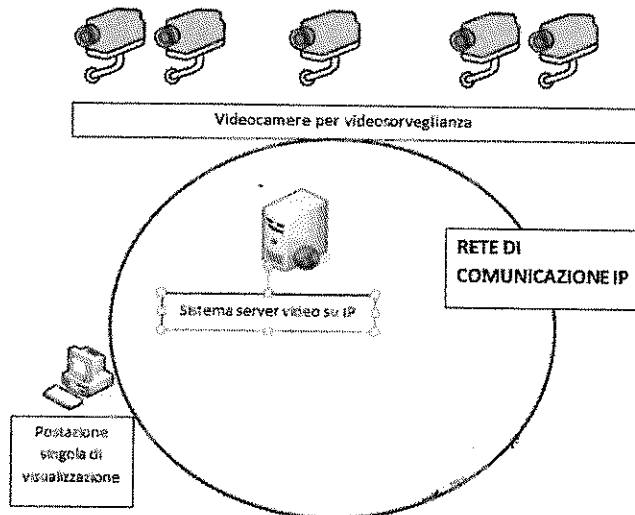 Videocamere per videosorveglianza
RETE DI
COMUNICAZIONE IP
Sistema server video su IP
Postazione
singola di
visualizzazione